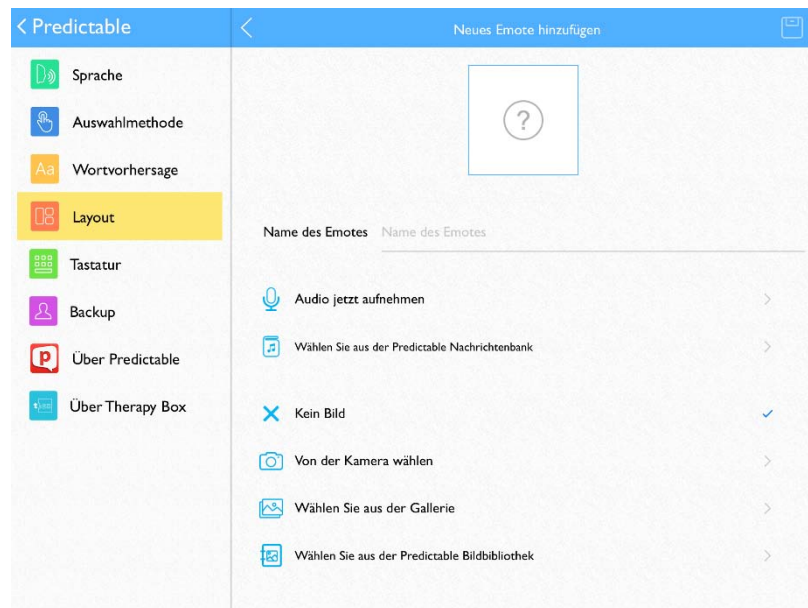 Predictable
Neues Emote hinzufügen
Sprache
Auswahlmethode
Aa
Wortvorhersage
Layout
Tastatur
Backup
p
Über Predictable
Über Therapy Box
?
Name des Emotes Name des Emotes
Audio jetzt aufnehmen
Wählen Sie aus der Predictable Nachrichtenbank
Kein Bild
Von der Kamera wählen
Wählen Sie aus der Gallerie
Wählen Sie aus der Predictable Bildbibliothek